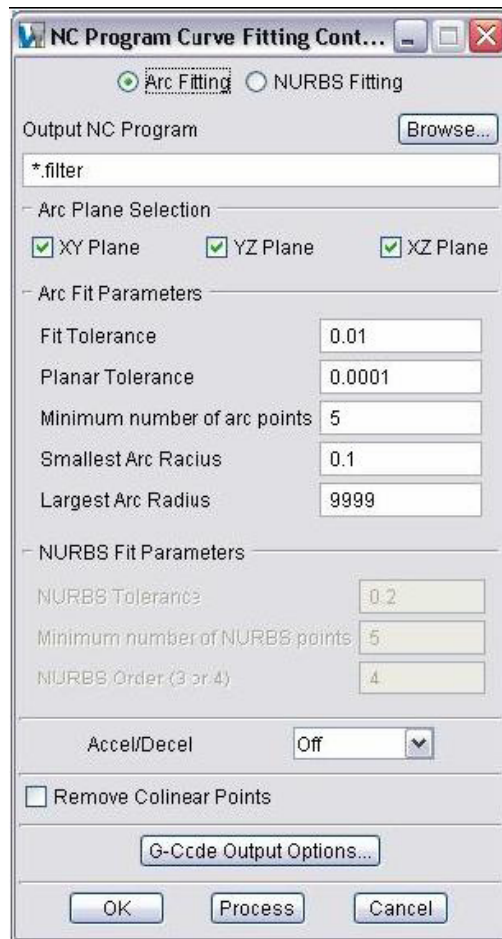 NC Program Curve Fitting Cont...
Arc Fitting NURBS Fitting
Output NC Program Browse...
*.filter
Arc Plane Selection
XY Plane YZ Plane XZ Plane
Arc Fit Parameters
Fit Tolerance 0.01
Planar Tolerance 0.0001
Minimum number of arc points 5
Smallest Arc Racius 0.1
Largest Arc Radius 9999
NURBS Fit Parameters
NURBS Tolerance 0.2
Minimum number of NURBS points 5
NURBS Order (3 or 4) 4
Accel/Decel Off
Remove Colinear Points
G-Ccde Output Options...
OK Process Cancel